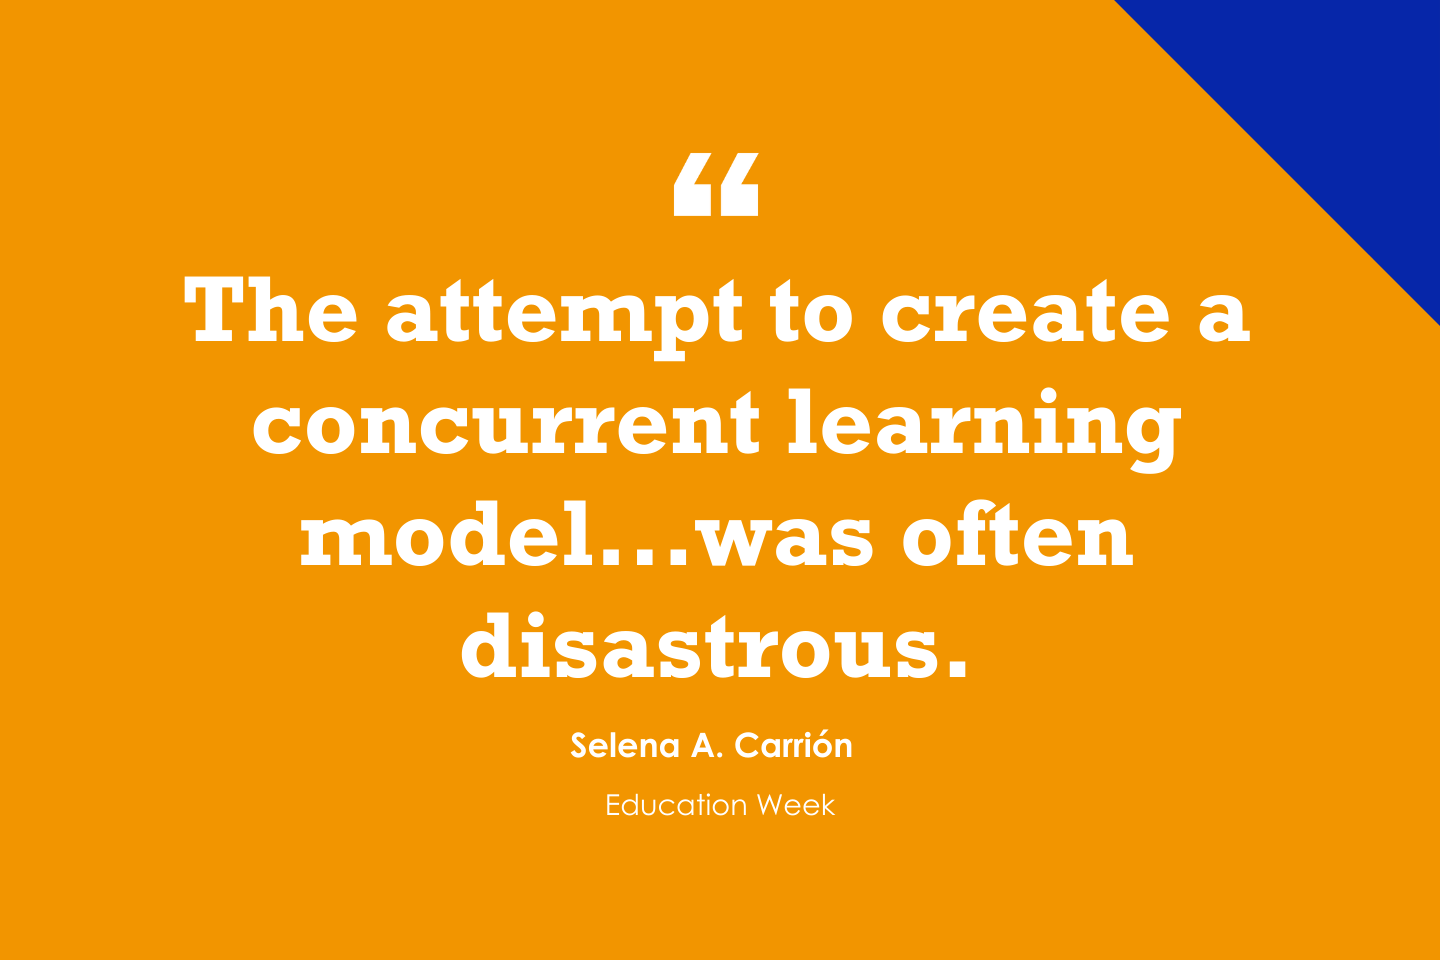 “
The attempt to create a
concurrent learning
model...was often
disastrous.
Selena A. Carrión
Education Week